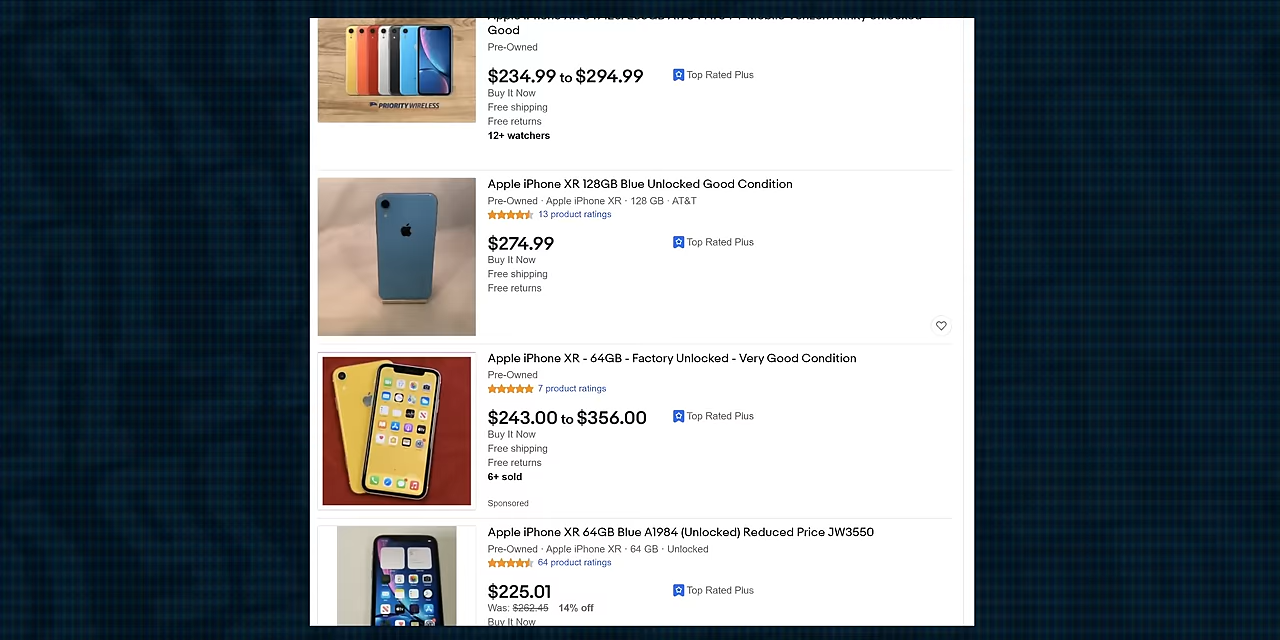 Good
Pre-Owned
$234.99 to $294.99
Top Rated Plus
Buy It Now
Free shipping
Free returns
12+ watchers
PRIORITY WIRELESS
Apple iPhone XR 128GB Blue Unlocked Good Condition
Pre-Owned · Apple iPhone XR · 128 GB · AT&T
13 product ratings
$274.99
Top Rated Plus
Buy It Now
Free shipping
Free returns
Apple iPhone XR - 64GB - Factory Unlocked - Very Good Condition
Pre-Owned
7 product ratings
$243.00 to $356.00
Top Rated Plus
Buy It Now
Free shipping
Free returns
6+ sold
Sponsored
Apple iPhone XR 64GB Blue A1984 (Unlocked) Reduced Price JW3550
Pre-Owned · Apple iPhone XR · 64 GB · Unlocked
64 product ratings
$225.01
Top Rated Plus
Was: $262.45 14% off
Buy It Now